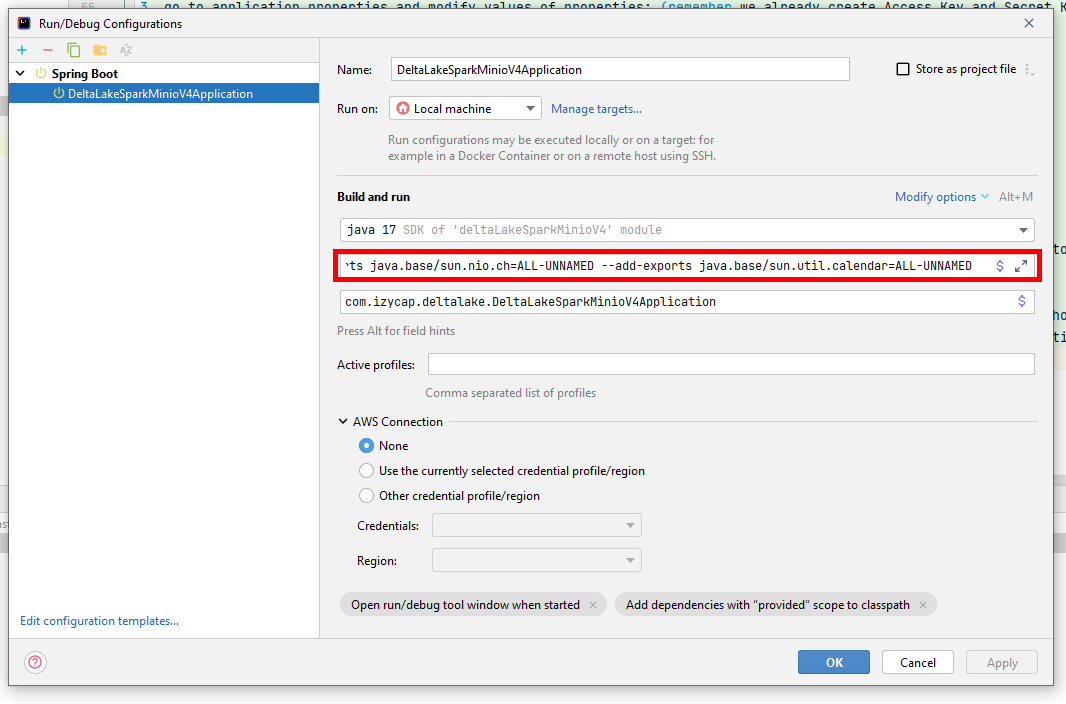 55
3. go to application properties and modify values of properties: (remember we already create Access Key and Secret K
Run/Debug Configurations
Spring Boot
DeltaLakeSparkMinioV4Application
Name:
DeltaLakeSparkMinioV4Application
Store as project file
Run on:
Local machine
Manage targets...
Run configurations may be executed locally or on a target: for
example in a Docker Container or on a remote host using SSH.
Build and run
Modify options
Alt+M
java 17 SDK of 'deltaLakeSparkMinioV4' module
ts java.base/sun.nio.ch=ALL-UNNAMED --add-exports java.base/sun.util.calendar=ALL-UNNAMED
$
com.izycap.deltalake.DeltaLakeSparkMinioV4Application
$
Press Alt for field hints
Active profiles:
Comma separated list of profiles
AWS Connection
None
Use the currently selected credential profile/region
Other credential profile/region
Credentials:
Region:
Open run/debug tool window when started ×
Add dependencies with “provided” scope to classpath ×
Edit configuration templates...
?
OK
Cancel
Apply